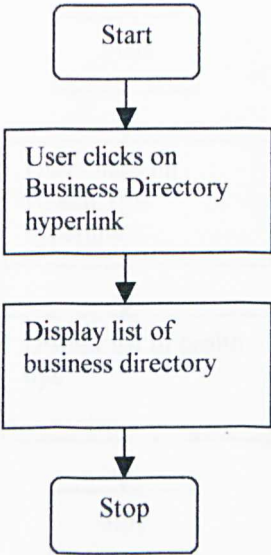 Start
User clicks on
Business Directory
hyperlink
Display list of
business directory
Stop